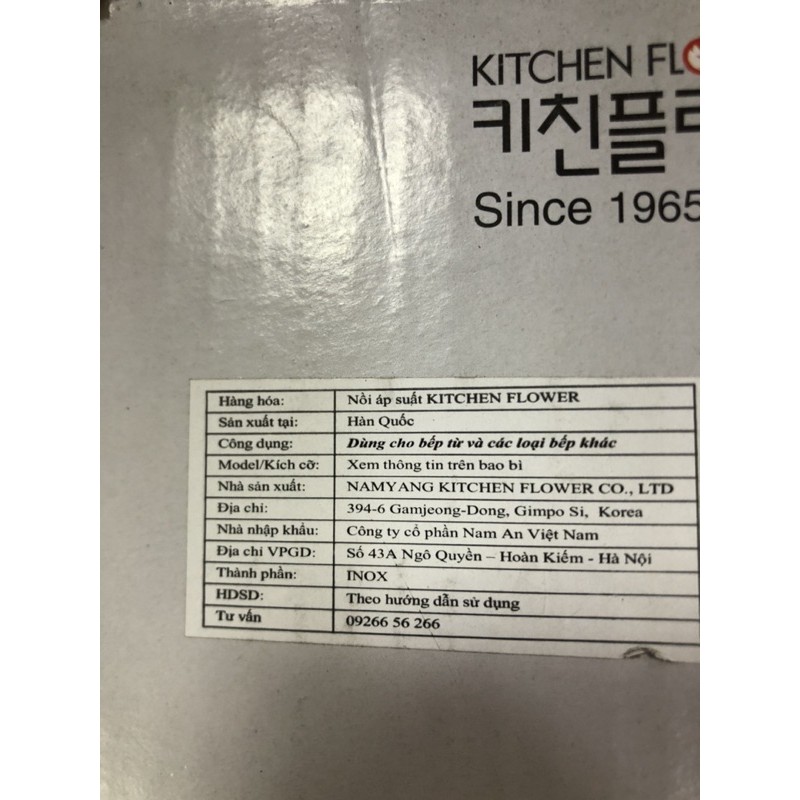 KITCHEN FLO
키친플
Since 1965
Hàng hóa: Nồi áp suất KITCHEN FLOWER
Sản xuất tại: Hàn Quốc
Công dụng: Dùng cho bếp từ và các loại bếp khác
Model/Kích cỡ: Xem thông tin trên bao bì
Nhà sản xuất: NAMYANG KITCHEN FLOWER CO., LTD
Địa chỉ: 394-6 Gamjeong-Dong, Gimpo Si, Korea
Nhà nhập khẩu: Công ty cổ phần Nam An Việt Nam
Địa chỉ VPGD: Số 43A Ngô Quyền – Hoàn Kiếm - Hà Nội
Thành phần: INOX
HDSD: Theo hướng dẫn sử dụng
Tư vấn 09266 56 266